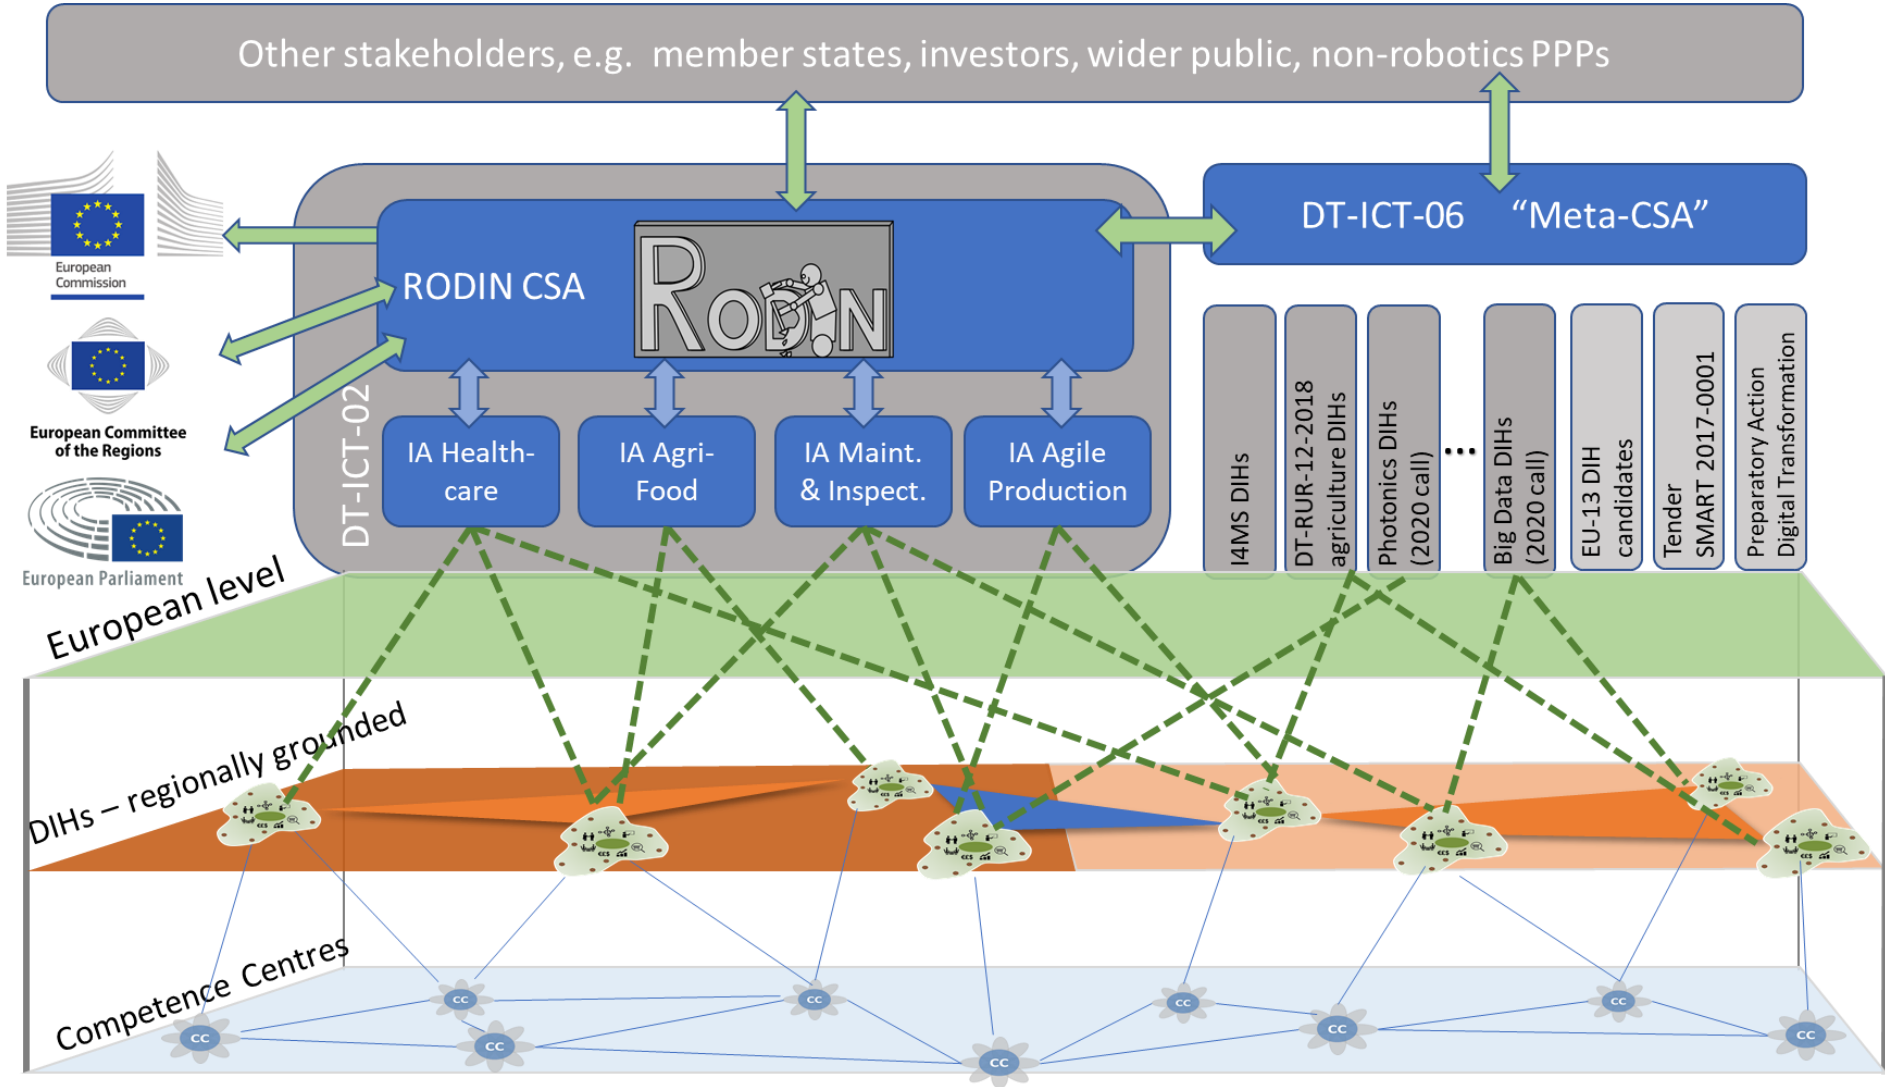 Other stakeholders, e.g. member states, investors, wider public, non-robotics PPPs
European
Commission
European Committee
of the Regions
European Parliament
DT-ICT-02
RODIN CSA
RODIN
DT-ICT-06 “Meta-CSA”
IA Health-
care
IA Agri-
Food
IA Maint.
& Inspect.
IA Agile
Production
I4MS DIHs
DT-RUR-12-2018
agriculture DIHs
Photonics DIHs
(2020 call)
...
Big Data DIHs
(2020 call)
EU-13 DIH
candidates
Tender
SMART 2017-0001
Preparatory Action
Digital Transformation
European level
DIHs – regionally grounded
Competence Centres
CC
CC
CC
CC
CC
CC
CC
CC
CC